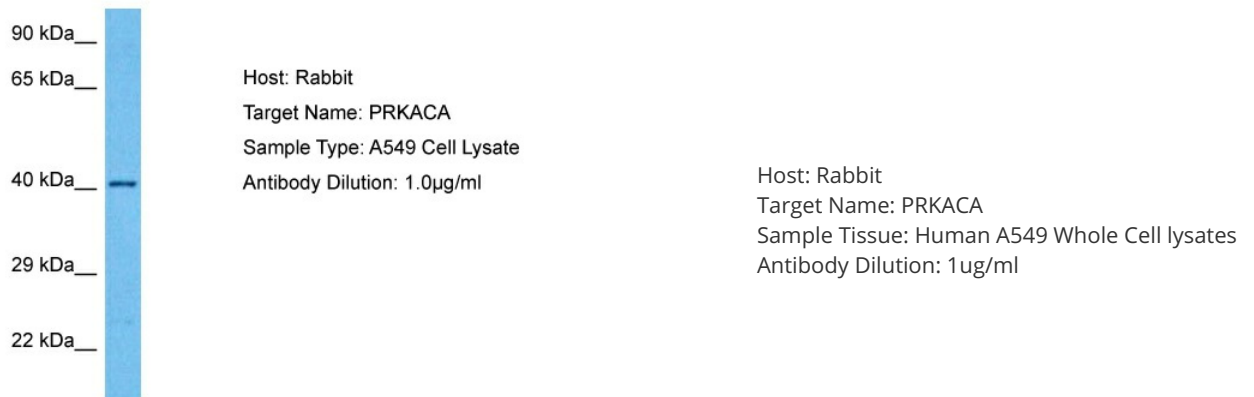 90 kDa__
65 kDa__
40 kDa__
29 kDa__
22 kDa__
Host: Rabbit
Target Name: PRKACA
Sample Type: A549 Cell Lysate
Antibody Dilution: 1.0µg/ml
Host: Rabbit
Target Name: PRKACA
Sample Tissue: Human A549 Whole Cell lysates
Antibody Dilution: 1ug/ml